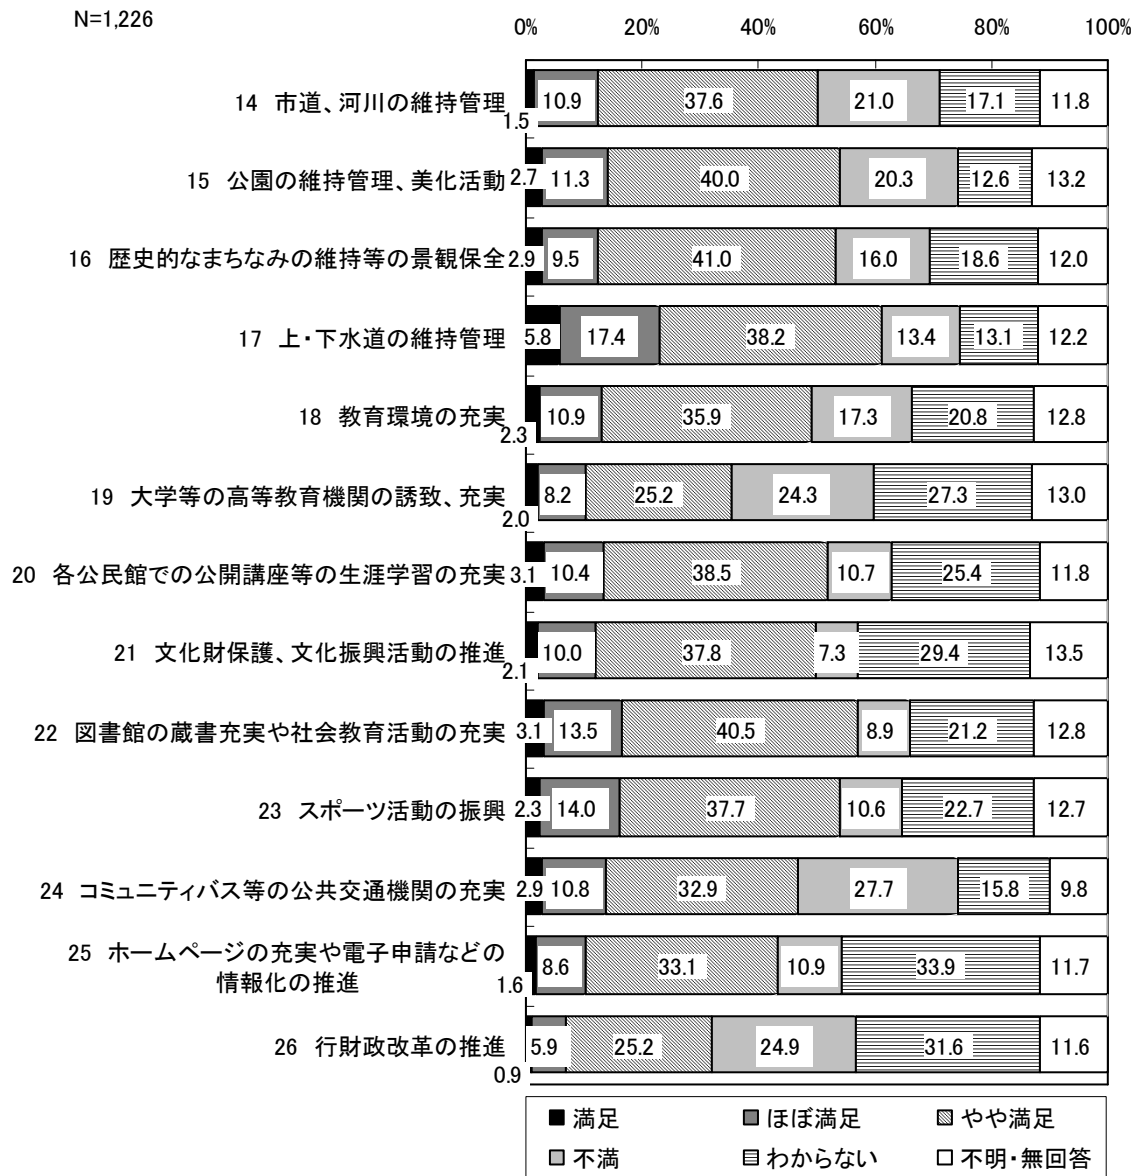 N=1,226
0% 20% 40% 60% 80% 100%
14 市道、河川の維持管理 1.5 10.9 37.6 21.0 17.1 11.8
15 公園の維持管理、美化活動 2.7 11.3 40.0 20.3 12.6 13.2
16 歴史的なまちなみの維持等の景観保全 2.9 9.5 41.0 16.0 18.6 12.0
17 上・下水道の維持管理 5.8 17.4 38.2 13.4 13.1 12.2
18 教育環境の充実 2.3 10.9 35.9 17.3 20.8 12.8
19 大学等の高等教育機関の誘致、充実 2.0 8.2 25.2 24.3 27.3 13.0
20 各公民館での公開講座等の生涯学習の充実 3.1 10.4 38.5 10.7 25.4 11.8
21 文化財保護、文化振興活動の推進 2.1 10.0 37.8 7.3 29.4 13.5
22 図書館の蔵書充実や社会教育活動の充実 3.1 13.5 40.5 8.9 21.2 12.8
23 スポーツ活動の振興 2.3 14.0 37.7 10.6 22.7 12.7
24 コミュニティバス等の公共交通機関の充実 2.9 10.8 32.9 27.7 15.8 9.8
25 ホームページの充実や電子申請などの
情報化の推進 1.6 8.6 33.1 10.9 33.9 11.7
26 行財政改革の推進 0.9 5.9 25.2 24.9 31.6 11.6
満足 ほぼ満足 やや満足
不満 わからない 不明・無回答